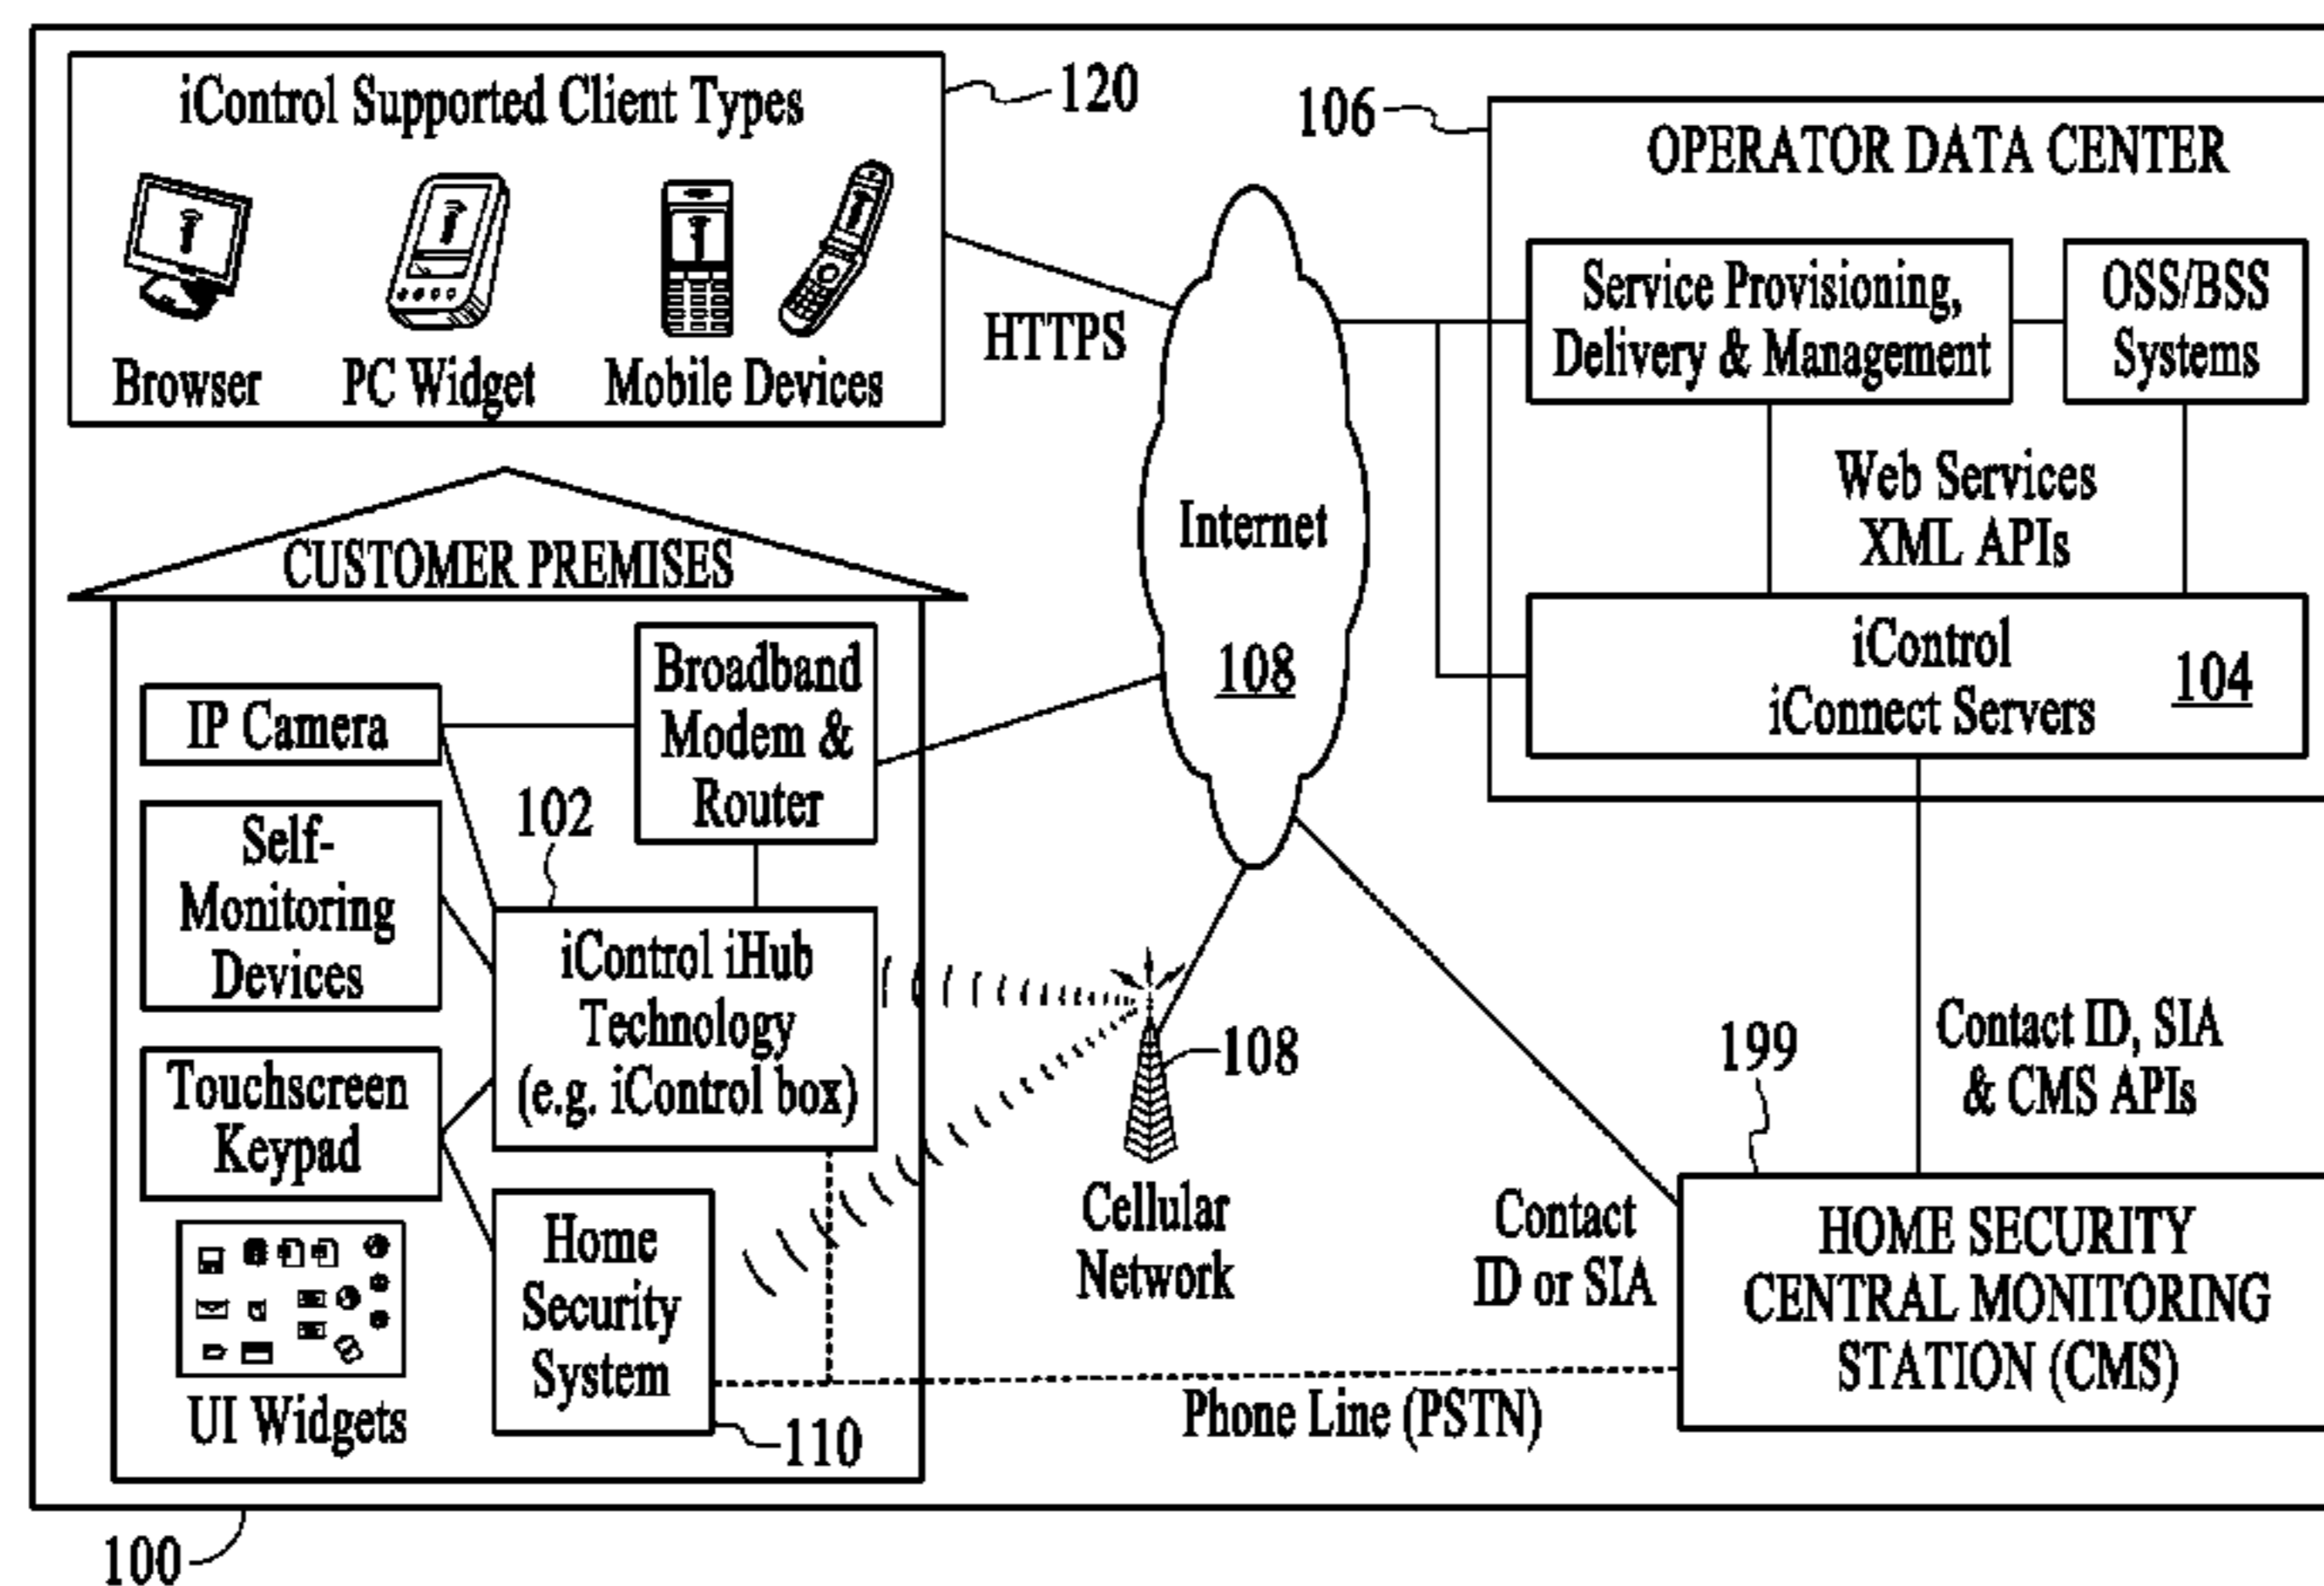 iControl Supported Client Types
120
Browser
PC Widget
Mobile Devices
HTTPS
106
OPERATOR DATA CENTER
Service Provisioning,
Delivery & Management
OSS/BSS
Systems
Web Services
XML APIs
iControl
iConnect Servers
104
Internet
108
CUSTOMER PREMISES
Broadband
Modem &
Router
IP Camera
102
Self-
Monitoring
Devices
iControl iHub
Technology
(e.g. iControl box)
Touchscreen
Keypad
Home
Security
System
110
UI Widgets
108
Cellular
Network
199
Contact ID, SIA
& CMS APIs
Contact
ID or SIA
HOME SECURITY
CENTRAL MONITORING
STATION (CMS)
Phone Line (PSTN)
100